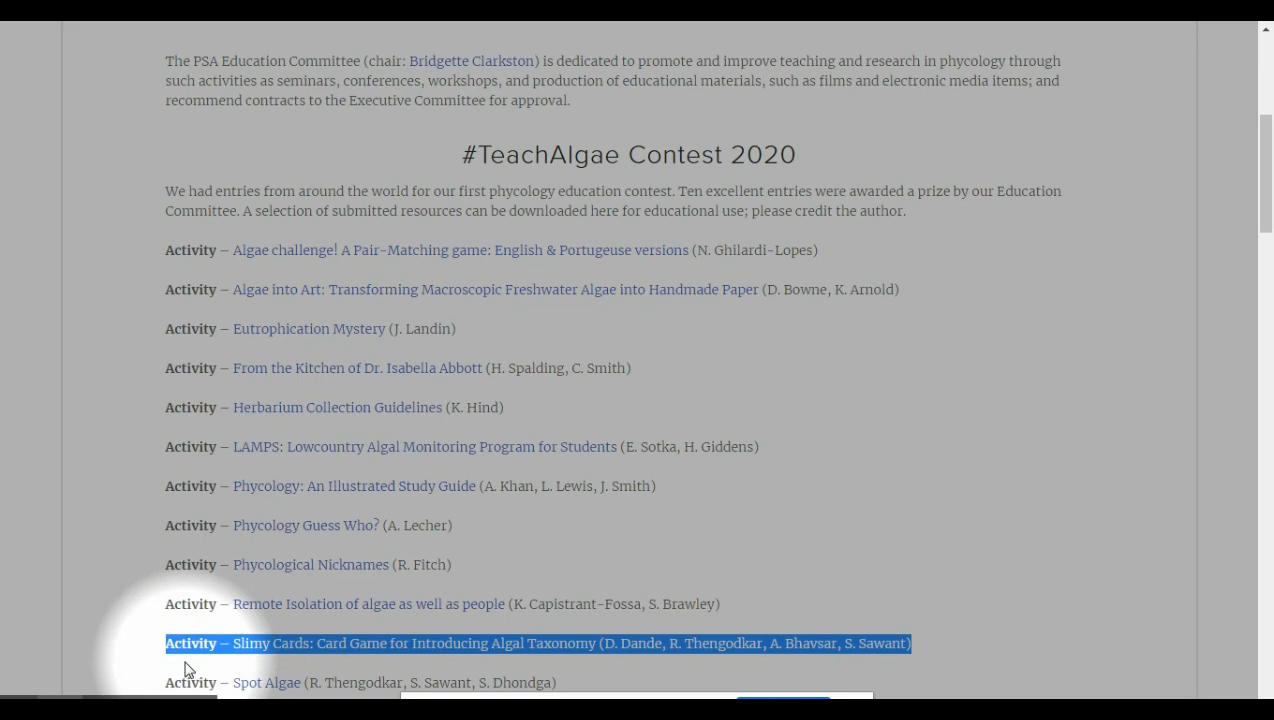 The PSA Education Committee (chair: Bridgette Clarkston) is dedicated to promote and improve teaching and research in phycology through
such activities as seminars, conferences, workshops, and production of educational materials, such as films and electronic media items; and
recommend contracts to the Executive Committee for approval.
#TeachAlgae Contest 2020
We had entries from around the world for our first phycology education contest. Ten excellent entries were awarded a prize by our Education
Committee. A selection of submitted resources can be downloaded here for educational use; please credit the author.
Activity – Algae challenge! A Pair-Matching game: English & Portugeuse versions (N. Ghilardi-Lopes)
Activity – Algae into Art: Transforming Macroscopic Freshwater Algae into Handmade Paper (D. Bowne, K. Arnold)
Activity – Eutrophication Mystery (J. Landin)
Activity – From the Kitchen of Dr. Isabella Abbott (H. Spalding, C. Smith)
Activity – Herbarium Collection Guidelines (K. Hind)
Activity – LAMPS: Lowcountry Algal Monitoring Program for Students (E. Sotka, H. Giddens)
Activity – Phycology: An Illustrated Study Guide (A. Khan, L. Lewis, J. Smith)
Activity – Phycology Guess Who? (A. Lecher)
Activity – Phycological Nicknames (R. Fitch)
Activity – Remote Isolation of algae as well as people (K. Capistrant-Fossa, S. Brawley)
Activity – Slimy Cards: Card Game for Introducing Algal Taxonomy (D. Dande, R. Thengodkar, A. Bhavsar, S. Sawant)
Activity – Spot Algae (R. Thengodkar, S. Sawant, S. Dhondga)